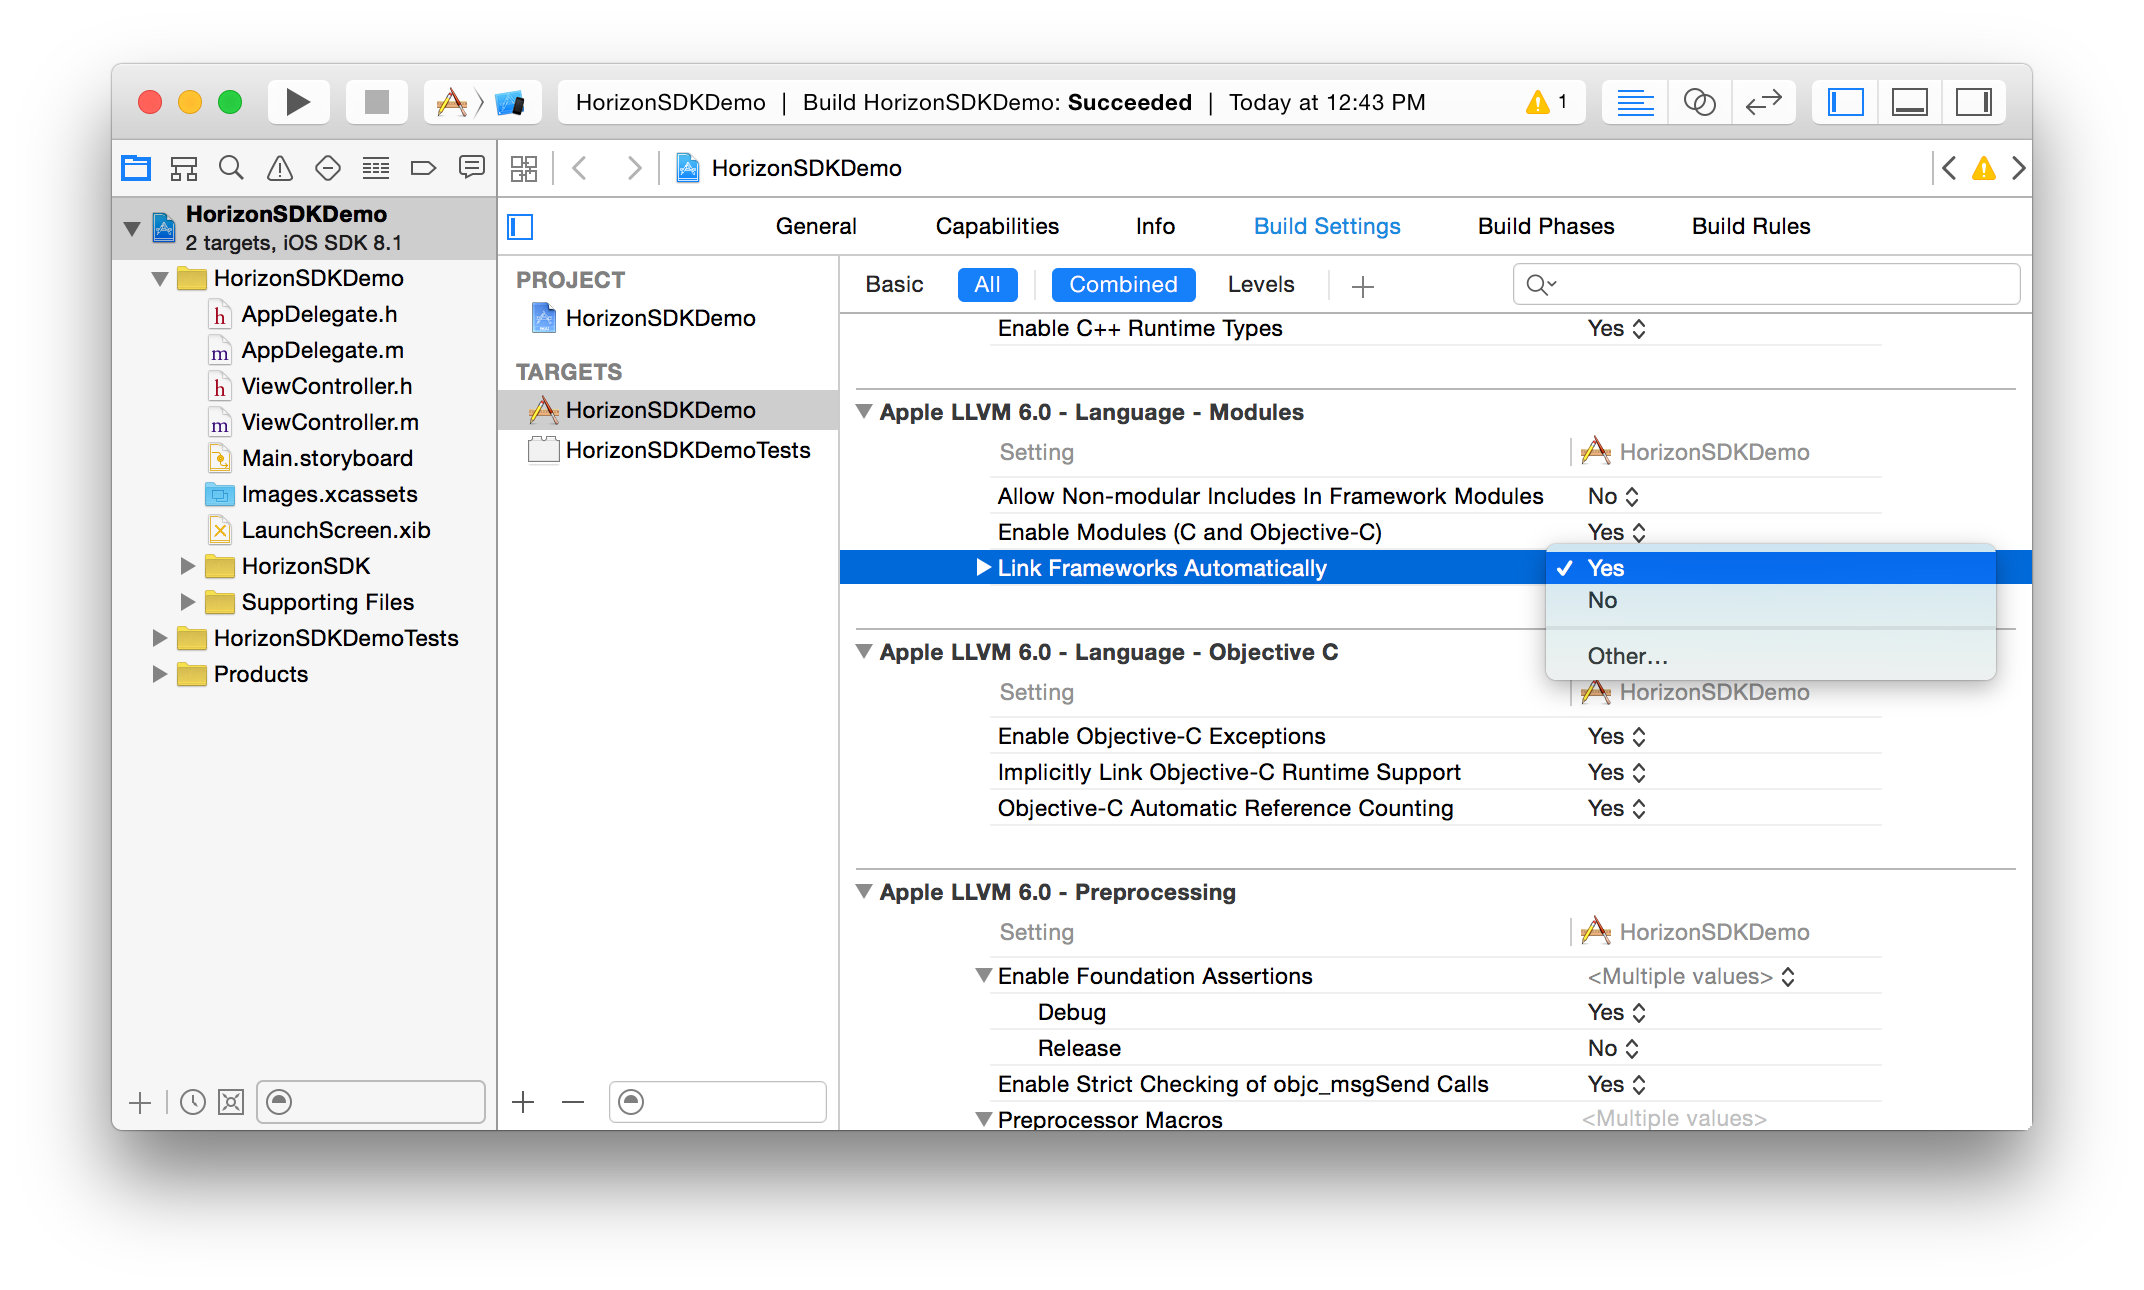 HorizonSDKDemo | Build HorizonSDKDemo: Succeeded | Today at 12:43 PM 1
HorizonSDKDemo
HorizonSDKDemo
2 targets, iOS SDK 8.1
HorizonSDKDemo
h AppDelegate.h
m AppDelegate.m
h ViewController.h
m ViewController.m
Main.storyboard
Images.xcassets
LaunchScreen.xib
HorizonSDK
Supporting Files
HorizonSDKDemoTests
Products
General Capabilities Info Build Settings Build Phases Build Rules
PROJECT
HorizonSDKDemo
TARGETS
HorizonSDKDemo
HorizonSDKDemoTests
Basic All Combined Levels
Enable C++ Runtime Types Yes
Apple LLVM 6.0 - Language - Modules
Setting HorizonSDKDemo
Allow Non-modular Includes In Framework Modules No
Enable Modules (C and Objective-C) Yes
Link Frameworks Automatically Yes
No
Other...
Apple LLVM 6.0 - Language - Objective C
Setting HorizonSDKDemo
Enable Objective-C Exceptions Yes
Implicitly Link Objective-C Runtime Support Yes
Objective-C Automatic Reference Counting Yes
Apple LLVM 6.0 - Preprocessing
Setting HorizonSDKDemo
Enable Foundation Assertions <Multiple values>
Debug Yes
Release No
Enable Strict Checking of objc_msgSend Calls Yes
Preprocessor Macros <Multiple values>